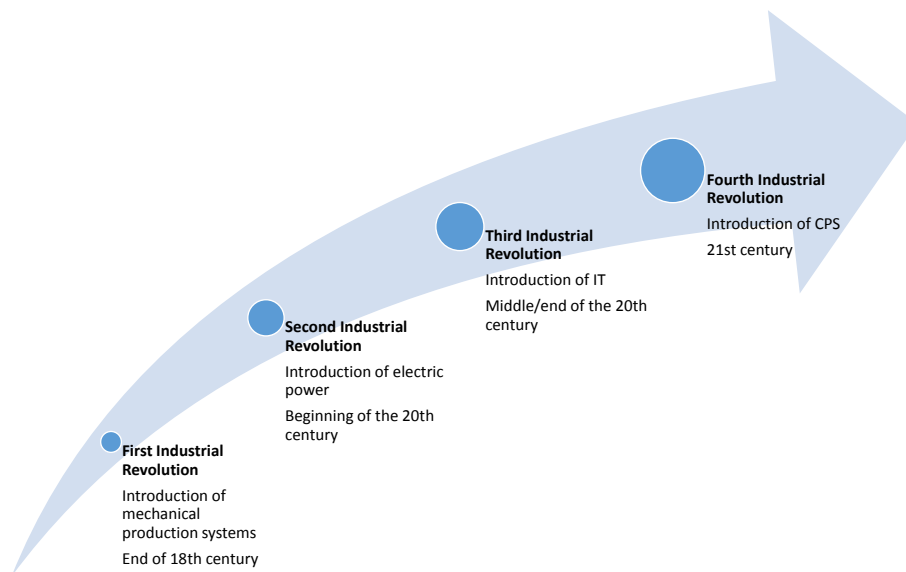 First Industrial
Revolution
Introduction of
mechanical
production systems
End of 18th century
Second Industrial
Revolution
Introduction of electric
power
Beginning of the 20th
century
Third Industrial
Revolution
Introduction of IT
Middle/end of the 20th
century
Fourth Industrial
Revolution
Introduction of CPS
21st century